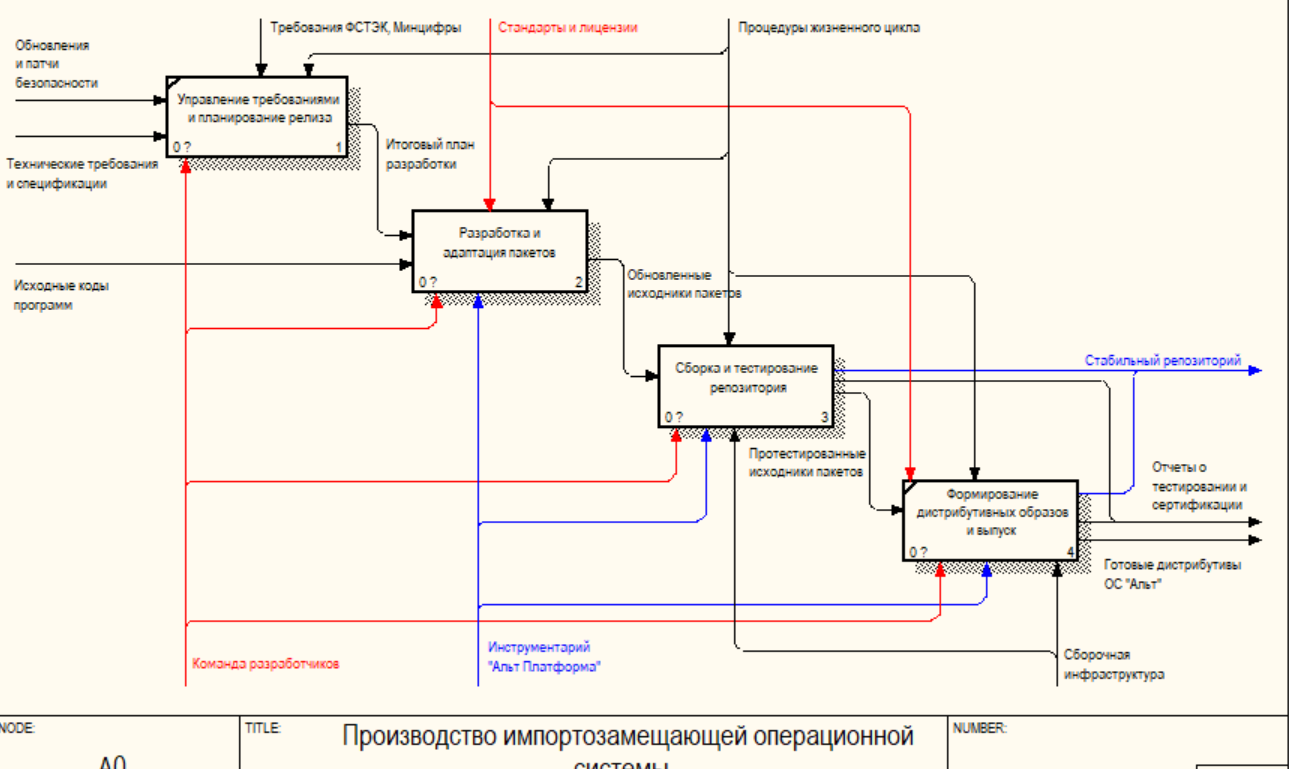 Требования ФСТЭК, Минцифры
Стандарты и лицензии
Процедуры жизненного цикла
Обновления
и патчи
безопасности
Управление требованиями
и планирование релиза
0 ?
1
Технические требования
и спецификации
Итоговый план
разработки
Разработка и
адаптация пакетов
0 ?
2
Исходные коды
программ
Обновленные
исходники пакетов
Сборка и тестирование
репозитория
0 ?
3
Стабильный репозиторий
Протестированные
исходники пакетов
Отчеты о
тестировании и
сертификации
Формирование
дистрибутивных образов
и выпуск
0 ?
4
Готовые дистрибутивы
ОС "Альт"
Команда разработчиков
Инструментарий
"Альт Платформа"
Сборочная
инфраструктура
NODE:
A0
TITLE:
Производство импортозамещающей операционной
системы
NUMBER: